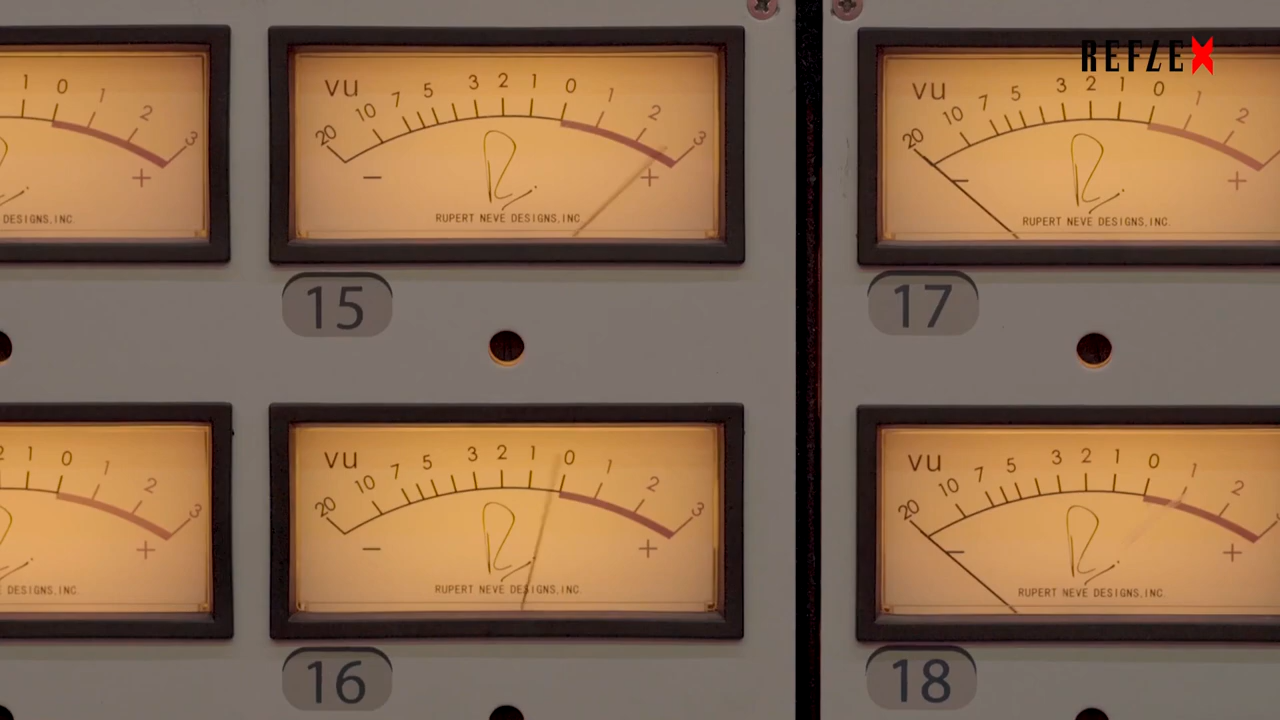 REFLEX
1 0 1 2 3
+
DESIGNS, INC.
vu 20 10 7 5 3 2 1 0 1 2 3
− +
RUPERT NEVE DESIGNS, INC
15
vu 20 10 7 5 3 2 1 0 1 2
− +
RUPERT NEVE DESIGNS, INC.
17
2 1 0 1 2 3
+
DESIGNS, INC.
vu 20 10 7 5 3 2 1 0 1 2 3
− +
RUPERT NEVE DESIGNS, INC.
16
vu 20 10 7 5 3 2 1 0 1 2
− +
RUPERT NEVE DESIGNS, INC.
18